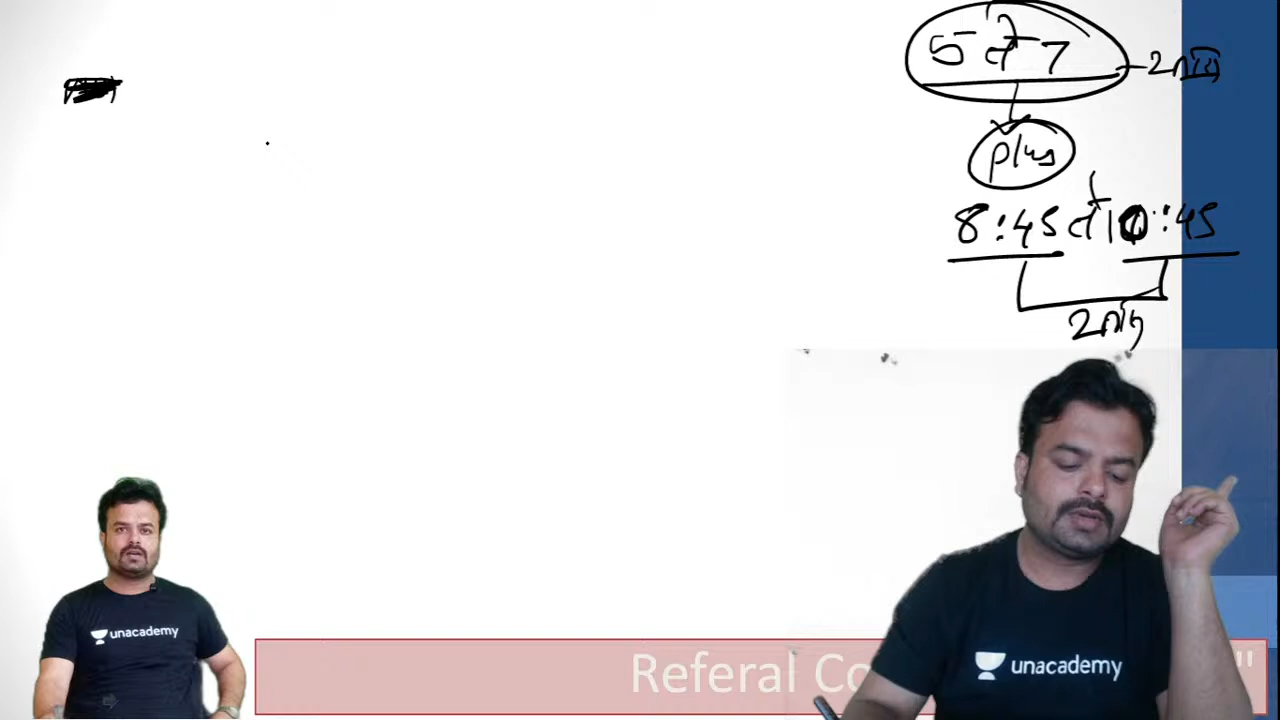 5 ते 7 – 2 तास
plus
8:45 ते 10:45
2 तास
unacademy
unacademy
Referal Co "